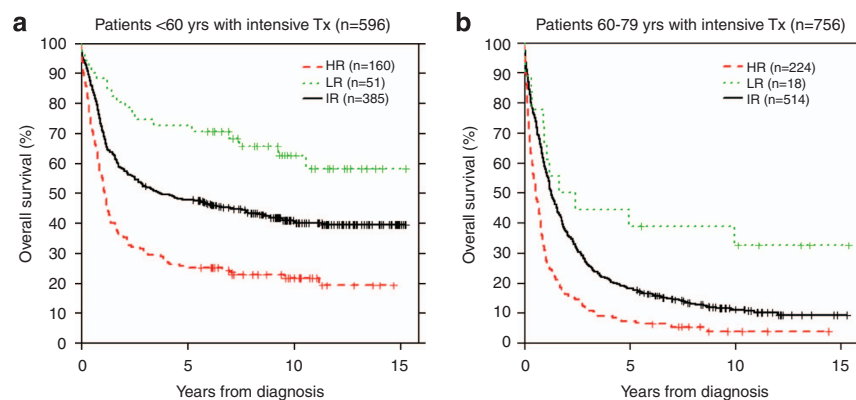 a
Patients <60 yrs with intensive Tx (n=596)
100
90
80
70
60
50
40
30
20
10
0
Overall survival (%)
HR (n=160)
LR (n=51)
IR (n=385)
0
5
10
15
Years from diagnosis
b
Patients 60-79 yrs with intensive Tx (n=756)
100
90
80
70
60
50
40
30
20
10
0
Overall survival (%)
HR (n=224)
LR (n=18)
IR (n=514)
0
5
10
15
Years from diagnosis